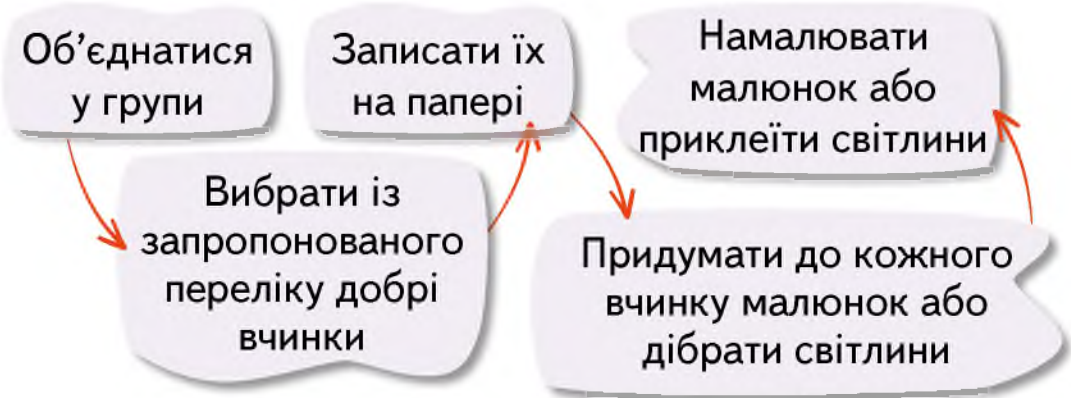 Об’єднатися
у групи
Вибрати із
запропонованого
переліку добрі
вчинки
Записати їх
на папері
Придумати до кожного
вчинку малюнок або
дібрати світлини
Намалювати
малюнок або
приклеїти світлини